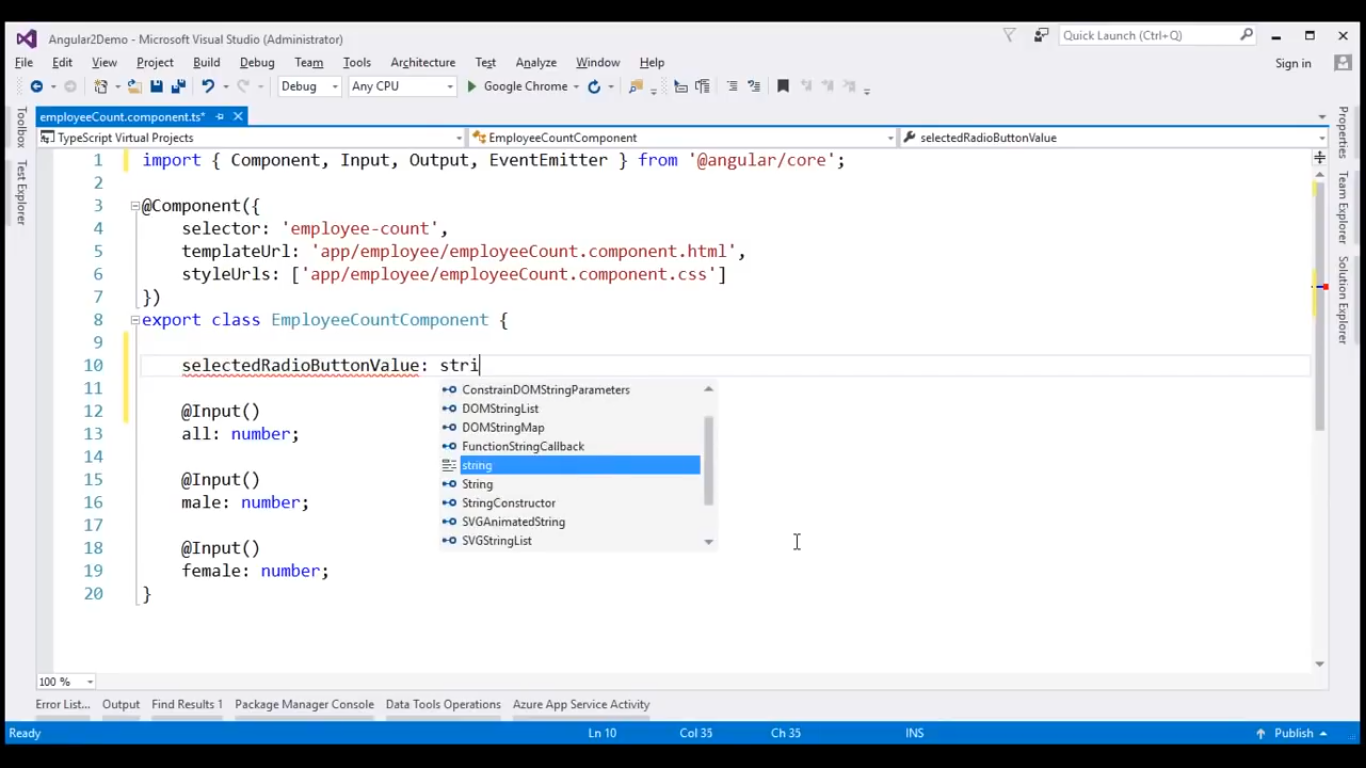 Angular2Demo - Microsoft Visual Studio (Administrator)
Quick Launch (Ctrl+Q)
File Edit View Project Build Debug Team Tools Architecture Test Analyze Window Help
Sign in
Debug Any CPU Google Chrome
employeeCount.component.ts*
TypeScript Virtual Projects EmployeeCountComponent selectedRadioButtonValue
Toolbox
Test Explorer
1 import { Component, Input, Output, EventEmitter } from '@angular/core';
2
3 @Component({
4 selector: 'employee-count',
5 templateUrl: 'app/employee/employeeCount.component.html',
6 styleUrls: ['app/employee/employeeCount.component.css']
7 })
8 export class EmployeeCountComponent {
9
10 selectedRadioButtonValue: stri
11
12 @Input()
13 all: number;
14
15 @Input()
16 male: number;
17
18 @Input()
19 female: number;
20 }
ConstrainDOMStringParameters
DOMStringList
DOMStringMap
FunctionStringCallback
string
String
StringConstructor
SVGAnimatedString
SVGStringList
Properties
Team Explorer
Solution Explorer
100 %
Error List... Output Find Results 1 Package Manager Console Data Tools Operations Azure App Service Activity
Ready Ln 10 Col 35 Ch 35 INS Publish